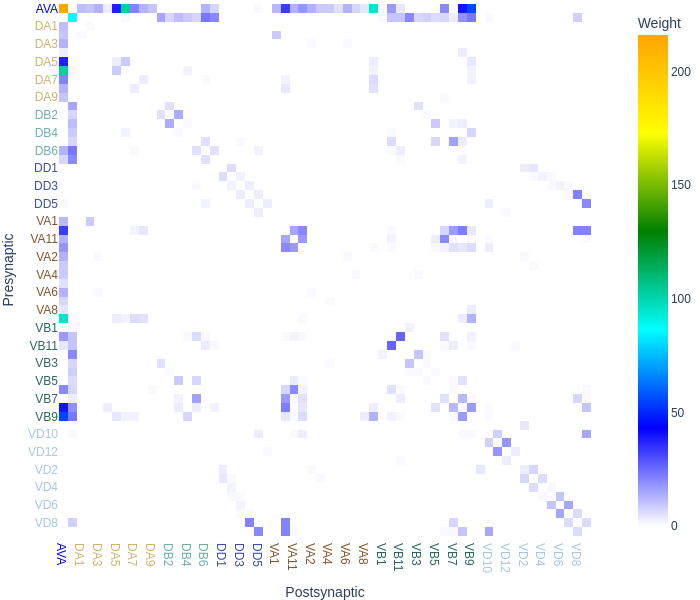 Weight
200
150
100
50
0
Presynaptic
AVA
DA1
DA3
DA5
DA7
DA9
DB2
DB4
DB6
DD1
DD3
DD5
VA1
VA11
VA2
VA4
VA6
VA8
VB1
VB11
VB3
VB5
VB7
VB9
VD10
VD12
VD2
VD4
VD6
VD8
AVA
DA1
DA3
DA5
DA7
DA9
DB2
DB4
DB6
DD1
DD3
DD5
VA1
VA11
VA2
VA4
VA6
VA8
VB1
VB11
VB3
VB5
VB7
VB9
VD10
VD12
VD2
VD4
VD6
VD8
Postsynaptic